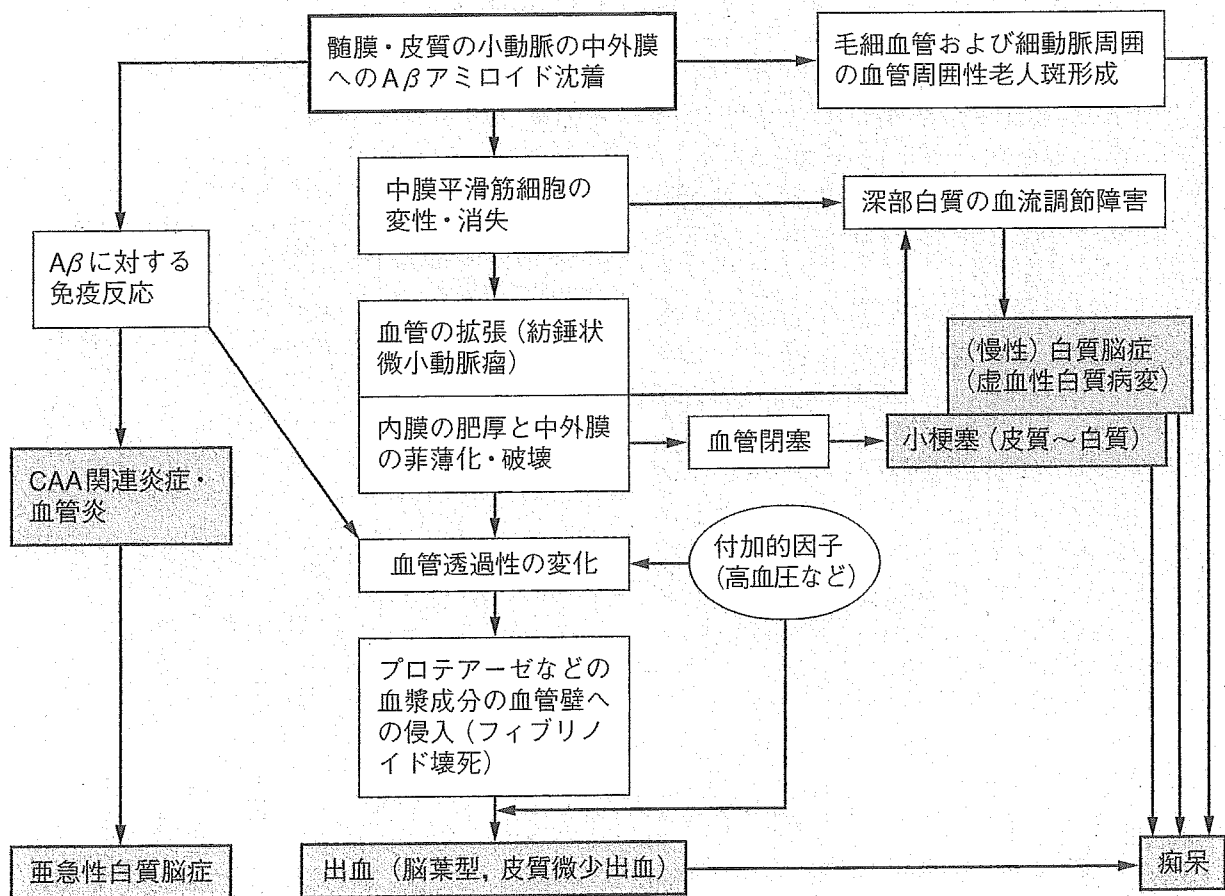 髄膜・皮質の小動脈の中外膜
へのAβアミロイド沈着
毛細血管および細動脈周囲
の血管周囲性老人斑形成
中膜平滑筋細胞の
変性・消失
深部白質の血流調節障害
Aβに対する
免疫反応
血管の拡張(紡錘状
微小動脈瘤)
(慢性)白質脳症
(虚血性白質病変)
内膜の肥厚と中外膜
の菲薄化・破壊
血管閉塞
小梗塞(皮質〜白質)
CAA関連炎症・
血管炎
血管透過性の変化
付加的因子
(高血圧など)
プロテアーゼなどの
血漿成分の血管壁へ
の侵入(フィブリノ
イド壊死)
亜急性白質脳症
出血 (脳葉型, 皮質微少出血)
痴呆